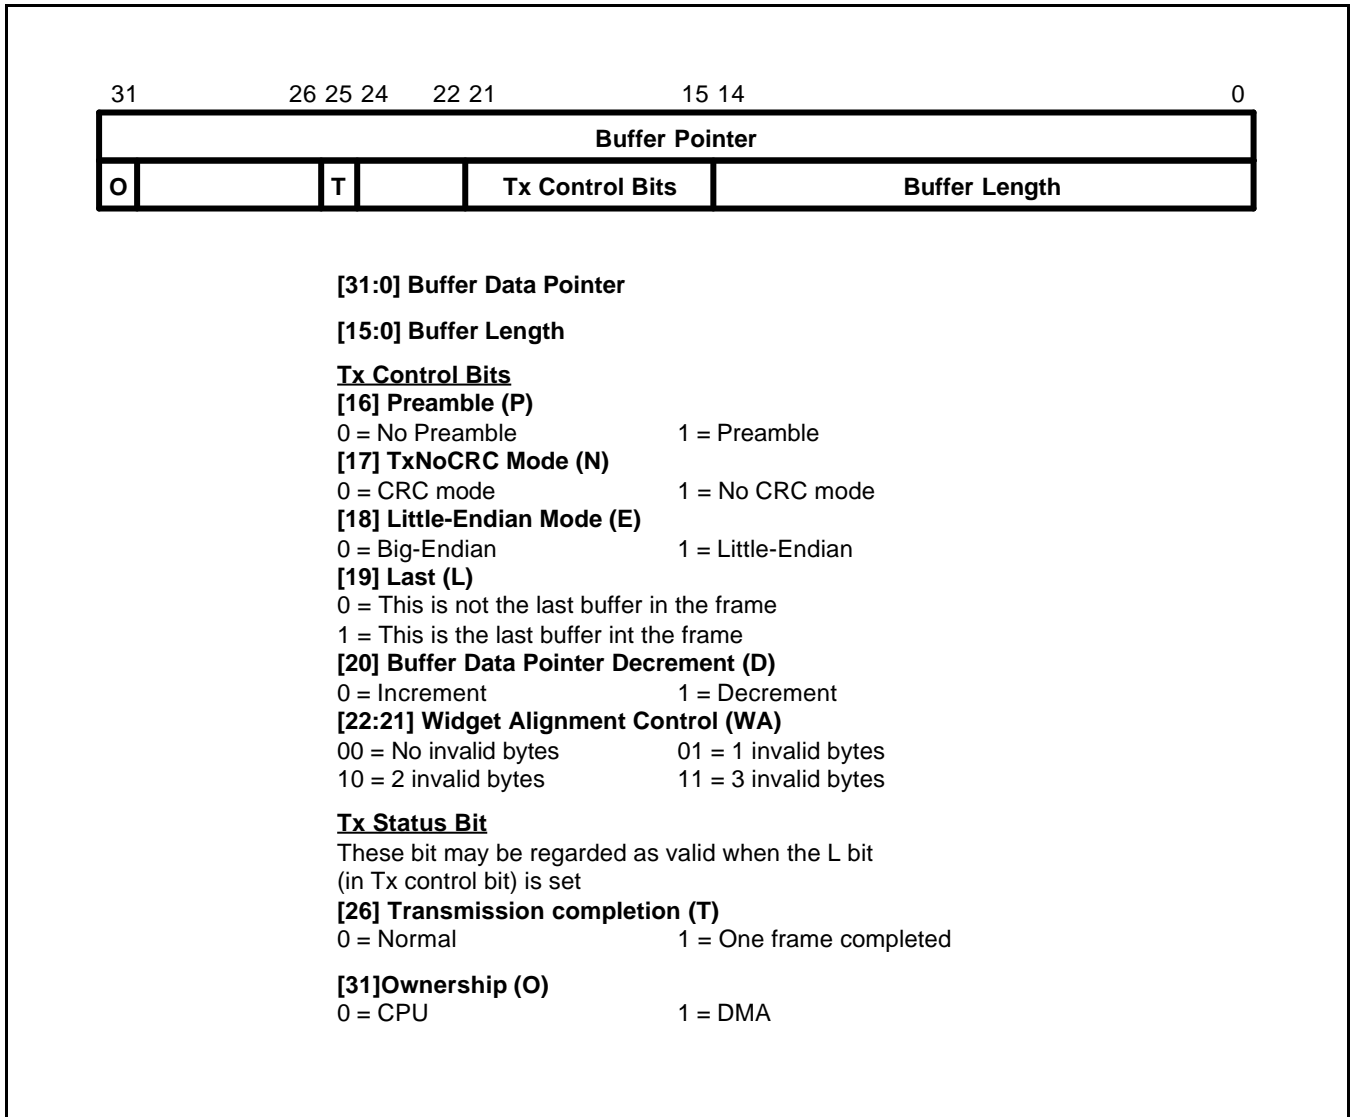 31 26 25 24 22 21 15 14 0
Buffer Pointer
O T Tx Control Bits Buffer Length
[31:0] Buffer Data Pointer
[15:0] Buffer Length
Tx Control Bits
[16] Preamble (P)
0 = No Preamble 1 = Preamble
[17] TxNoCRC Mode (N)
0 = CRC mode 1 = No CRC mode
[18] Little-Endian Mode (E)
0 = Big-Endian 1 = Little-Endian
[19] Last (L)
0 = This is not the last buffer in the frame
1 = This is the last buffer int the frame
[20] Buffer Data Pointer Decrement (D)
0 = Increment 1 = Decrement
[22:21] Widget Alignment Control (WA)
00 = No invalid bytes 01 = 1 invalid bytes
10 = 2 invalid bytes 11 = 3 invalid bytes
Tx Status Bit
These bit may be regarded as valid when the L bit
(in Tx control bit) is set
[26] Transmission completion (T)
0 = Normal 1 = One frame completed
[31]Ownership (O)
0 = CPU 1 = DMA